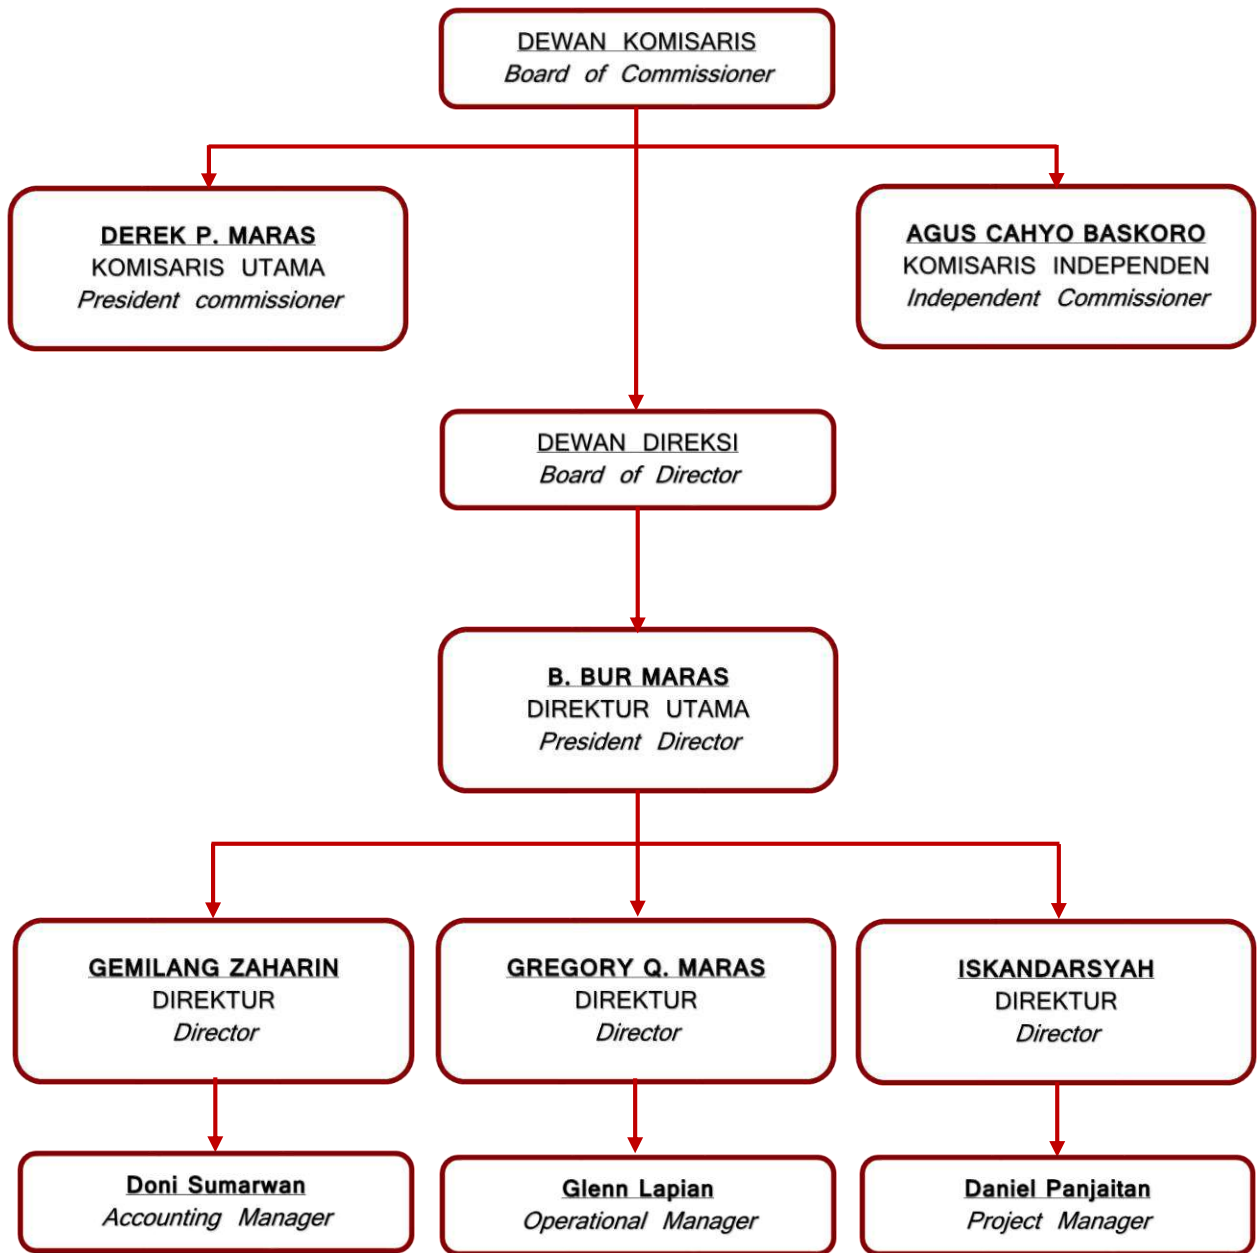 DEWAN KOMISARIS
Board of Commissioner
DEREK P. MARAS
KOMISARIS UTAMA
President commissioner
AGUS CAHYO BASKORO
KOMISARIS INDEPENDEN
Independent Commissioner
DEWAN DIREKSI
Board of Director
B. BUR MARAS
DIREKTUR UTAMA
President Director
GEMILANG ZAHARIN
DIREKTUR
Director
GREGORY Q. MARAS
DIREKTUR
Director
ISKANDARSYAH
DIREKTUR
Director
Doni Sumarwan
Accounting Manager
Glenn Lapian
Operational Manager
Daniel Panjaitan
Project Manager